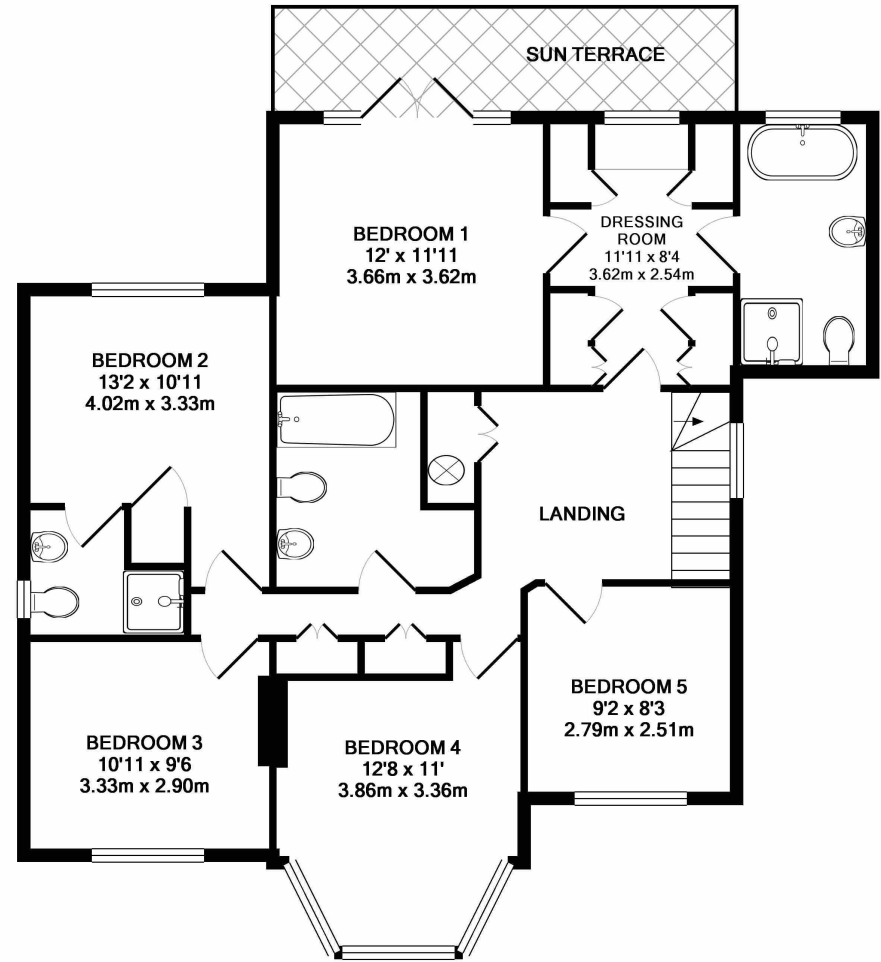 SUN TERRACE
BEDROOM 1
12' x 11'11
3.66m x 3.62m
DRESSING
ROOM
11'11 x 8'4
3.62m x 2.54m
BEDROOM 2
13'2 x 10'11
4.02m x 3.33m
LANDING
BEDROOM 3
10'11 x 9'6
3.33m x 2.90m
BEDROOM 4
12'8 x 11'
3.86m x 3.36m
BEDROOM 5
9'2 x 8'3
2.79m x 2.51m